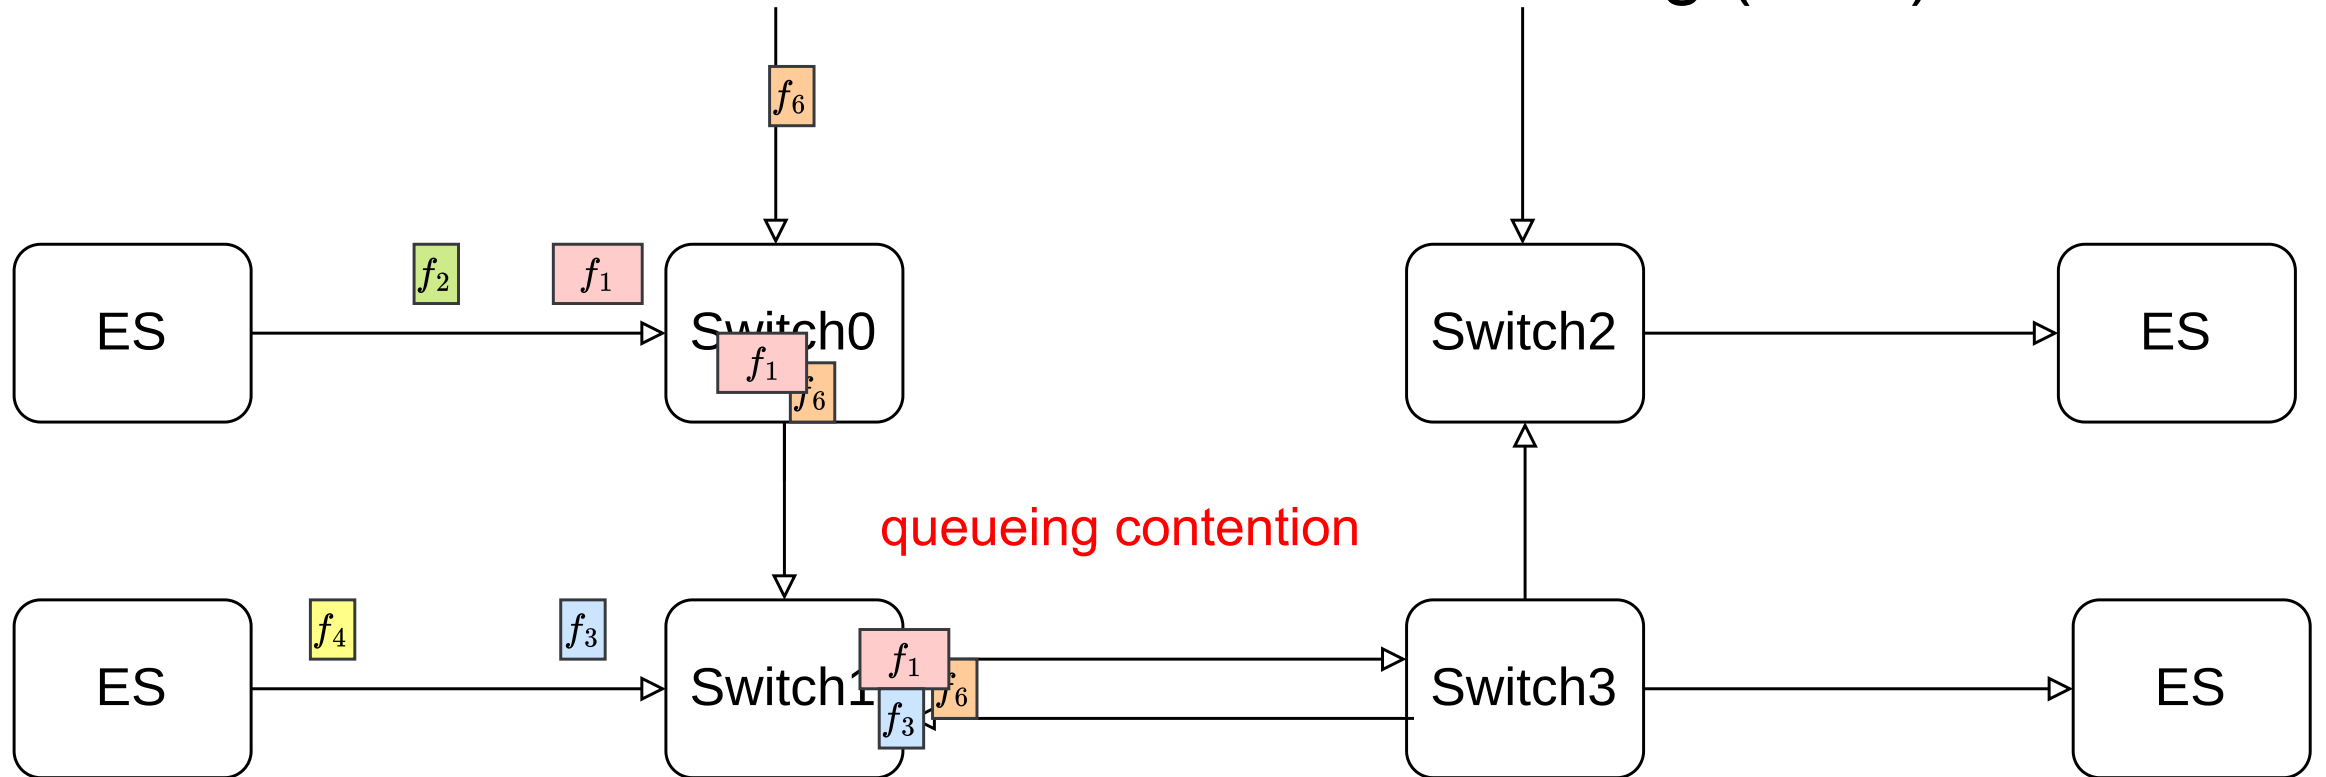 f6
f2
f1
ES
Switch0
Switch2
ES
f1
f6
queueing contention
f4
f3
f1
ES
Switch1
f6
Switch3
ES
f3